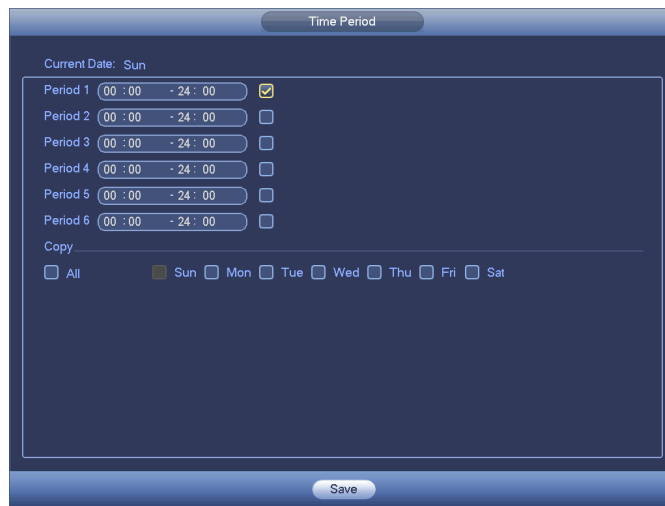 Time Period
Current Date: Sun
Period 1 00 :00 - 24: 00
Period 2 00 :00 - 24: 00
Period 3 00 :00 - 24: 00
Period 4 00 :00 - 24: 00
Period 5 00 :00 - 24: 00
Period 6 00 :00 - 24: 00
Copy
All Sun Mon Tue Wed Thu Fri Sat
Save